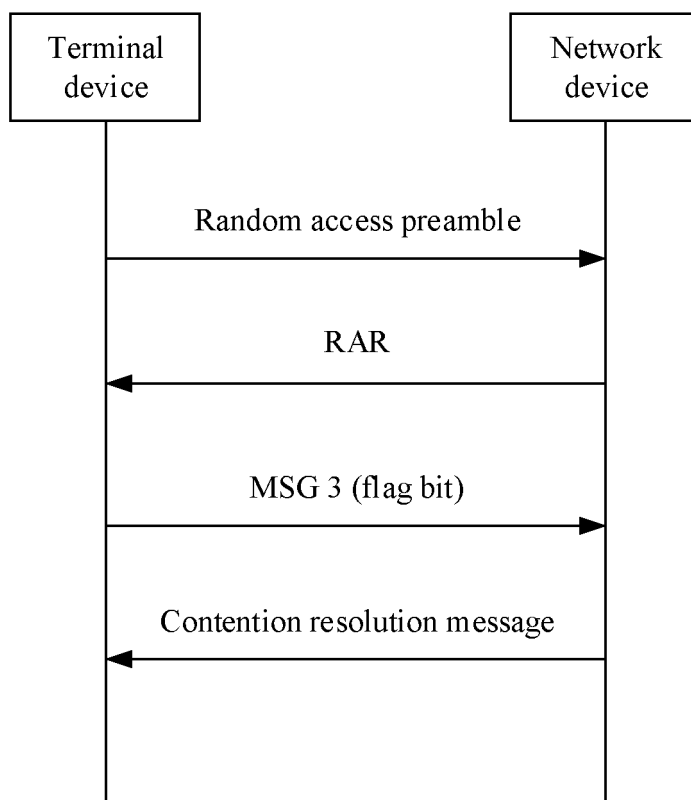 Terminal
device
Network
device
Random access preamble
RAR
MSG 3 (flag bit)
Contention resolution message